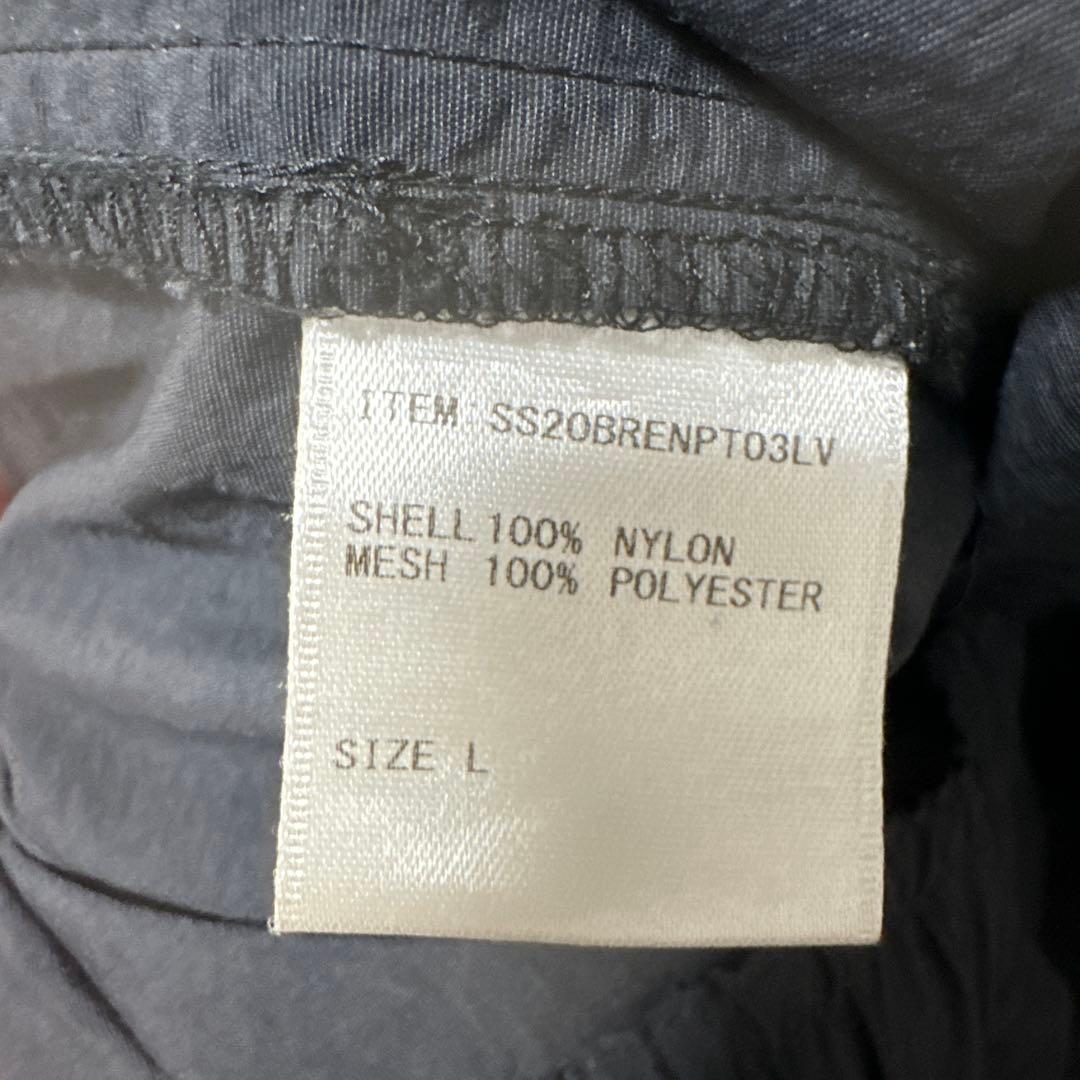 ITEM SS20BRENPT03LV
SHELL 100% NYLON
MESH 100% POLYESTER
SIZE L